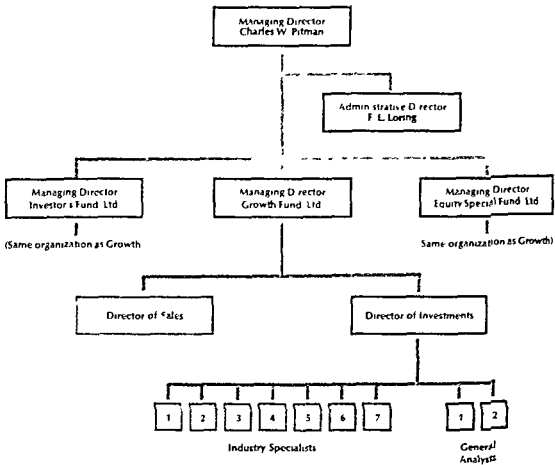 Managing Director
Charles W. Pitman
Administrative Director
F. L. Loring
Managing Director
Investors Fund Ltd
Managing Director
Growth Fund Ltd
Managing Director
Equity Special Fund Ltd
(Same organization as Growth
Same organization as Growth)
Director of Sales
Director of Investments
1 2 3 4 5 6 7
1 2
Industry Specialists
General
Analysts